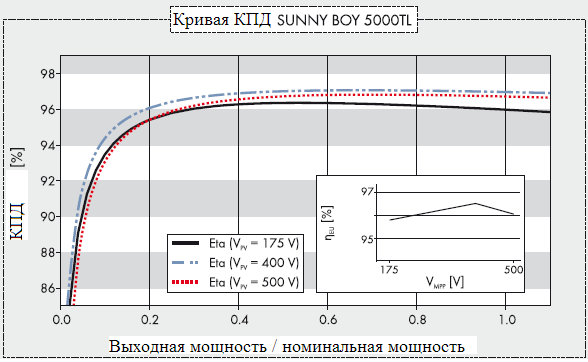 Кривая КПД SUNNY BOY 5000TL
98
96
94
92
90
88
86
КПД [%]
Eta (VPV = 175 V)
Eta (VPV = 400 V)
Eta (VPV = 500 V)
97
95
ηEU [%]
175
500
VMPP [V]
0.0 0.2 0.4 0.6 0.8 1.0
Выходная мощность / номинальная мощность